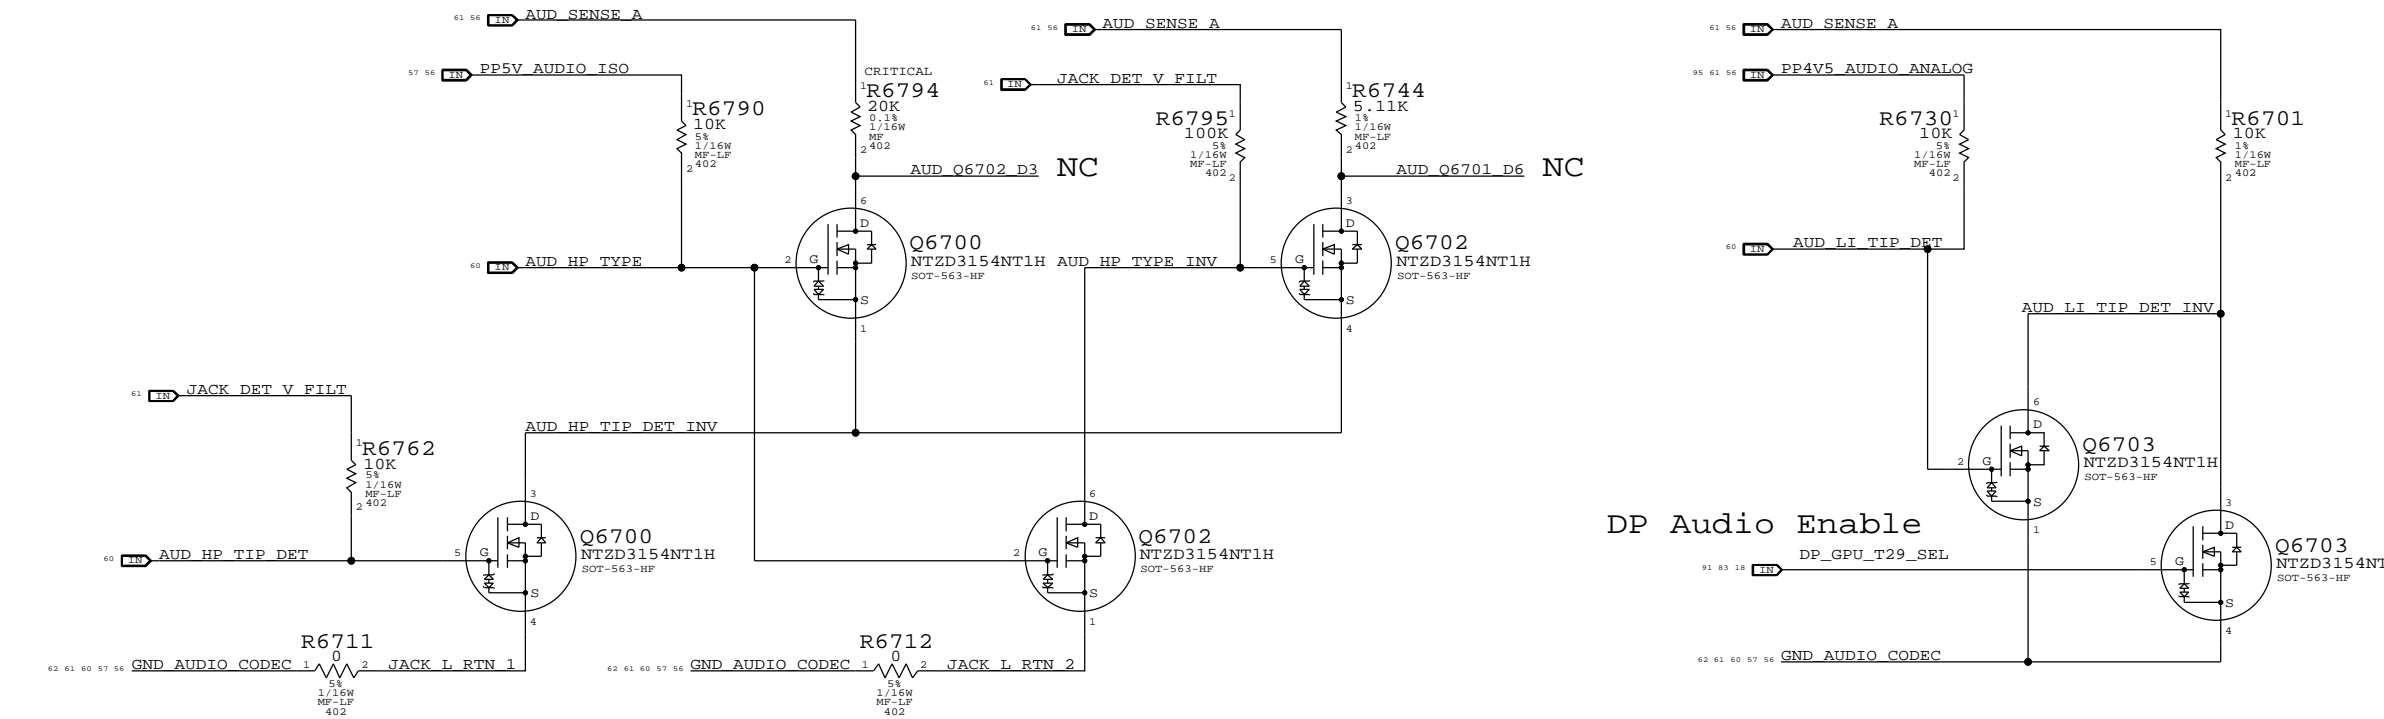 61 56 IN AUD_SENSE_A
57 56 IN PP5V_AUDIO_ISO
1 R6790
10K
5%
1/16W
MF-LF
402
2
CRITICAL
1 R6794
20K
0.1%
1/16W
MF
402
2
AUD_Q6702_D3 NC
60 IN AUD_HP_TYPE
6
D
2 G
S
1
Q6700
NTZD3154NT1H
SOT-563-HF
61 56 IN AUD_SENSE_A
61 IN JACK_DET_V_FILT
R6795 1
100K
5%
1/16W
MF-LF
402 2
1 R6744
5.11K
1%
1/16W
MF-LF
402
2
AUD_Q6701_D6 NC
AUD_HP_TYPE_INV
3
D
5 G
S
4
Q6702
NTZD3154NT1H
SOT-563-HF
61 IN JACK_DET_V_FILT
1 R6762
10K
5%
1/16W
MF-LF
402
2
AUD_HP_TIP_DET_INV
60 IN AUD_HP_TIP_DET
3
D
5 G
S
4
Q6700
NTZD3154NT1H
SOT-563-HF
6
D
2 G
S
1
Q6702
NTZD3154NT1H
SOT-563-HF
R6711
0
62 61 60 57 56 GND_AUDIO_CODEC 1 2 JACK_L_RTN_1
5%
1/16W
MF-LF
402
R6712
0
62 61 60 57 56 GND_AUDIO_CODEC 1 2 JACK_L_RTN_2
5%
1/16W
MF-LF
402
61 56 IN AUD_SENSE_A
95 61 56 IN PP4V5_AUDIO_ANALOG
R6730 1
10K
5%
1/16W
MF-LF
402 2
1 R6701
10K
1%
1/16W
MF-LF
402
2
60 IN AUD_LI_TIP_DET
AUD_LI_TIP_DET_INV
6
D
2 G
S
1
Q6703
NTZD3154NT1H
SOT-563-HF
DP Audio Enable
DP_GPU_T29_SEL
91 83 18 IN
3
D
5 G
S
4
Q6703
NTZD3154NT
SOT-563-HF
62 61 60 57 56 GND_AUDIO_CODEC